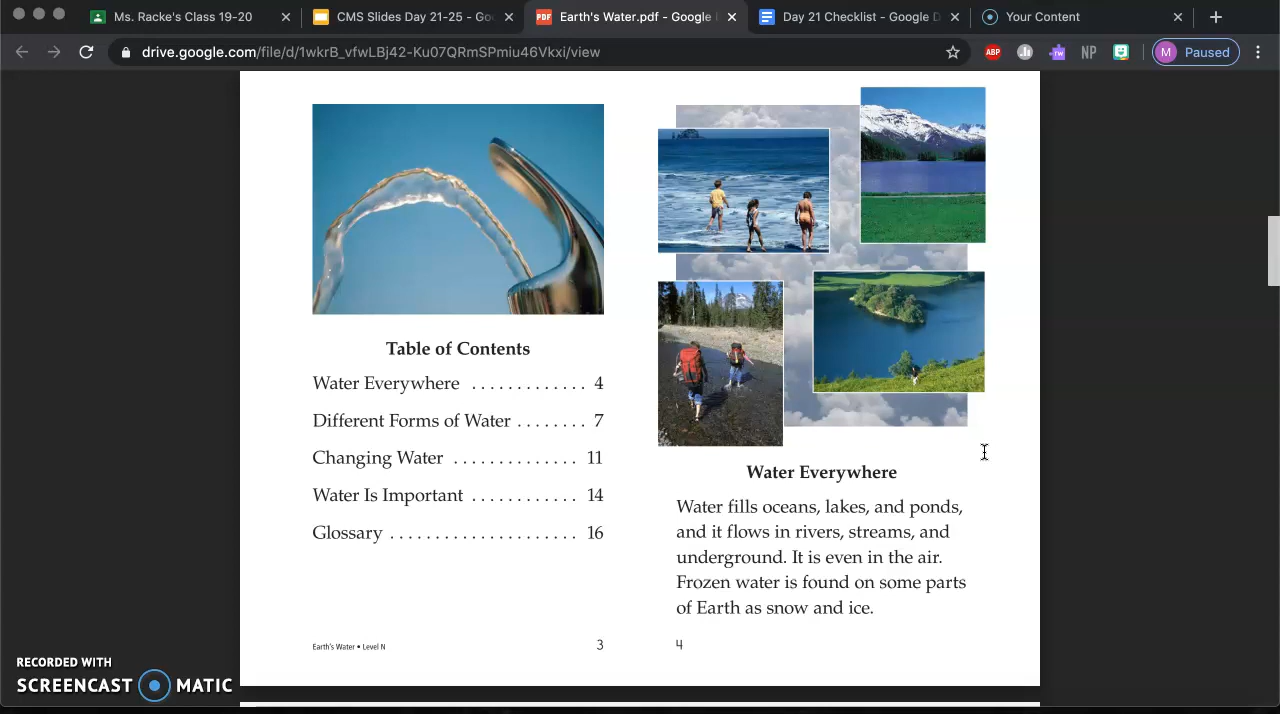 Ms. Racke's Class 19-20
CMS Slides Day 21-25 - Go
Earth's Water.pdf - Google
Day 21 Checklist - Google D
Your Content
drive.google.com/file/d/1wkrB_vfwLBj42-Ku07QRmSPmiu46Vkxi/view
ABP
rw
NP
M Paused
Table of Contents
Water Everywhere . . . . . . . . . . . . . 4
Different Forms of Water . . . . . . . . 7
Changing Water . . . . . . . . . . . . . . 11
Water Is Important . . . . . . . . . . . . 14
Glossary . . . . . . . . . . . . . . . . . . . . . 16
Earth's Water • Level N
3
Water Everywhere
Water fills oceans, lakes, and ponds,
and it flows in rivers, streams, and
underground. It is even in the air.
Frozen water is found on some parts
of Earth as snow and ice.
4
RECORDED WITH
SCREENCAST MATIC